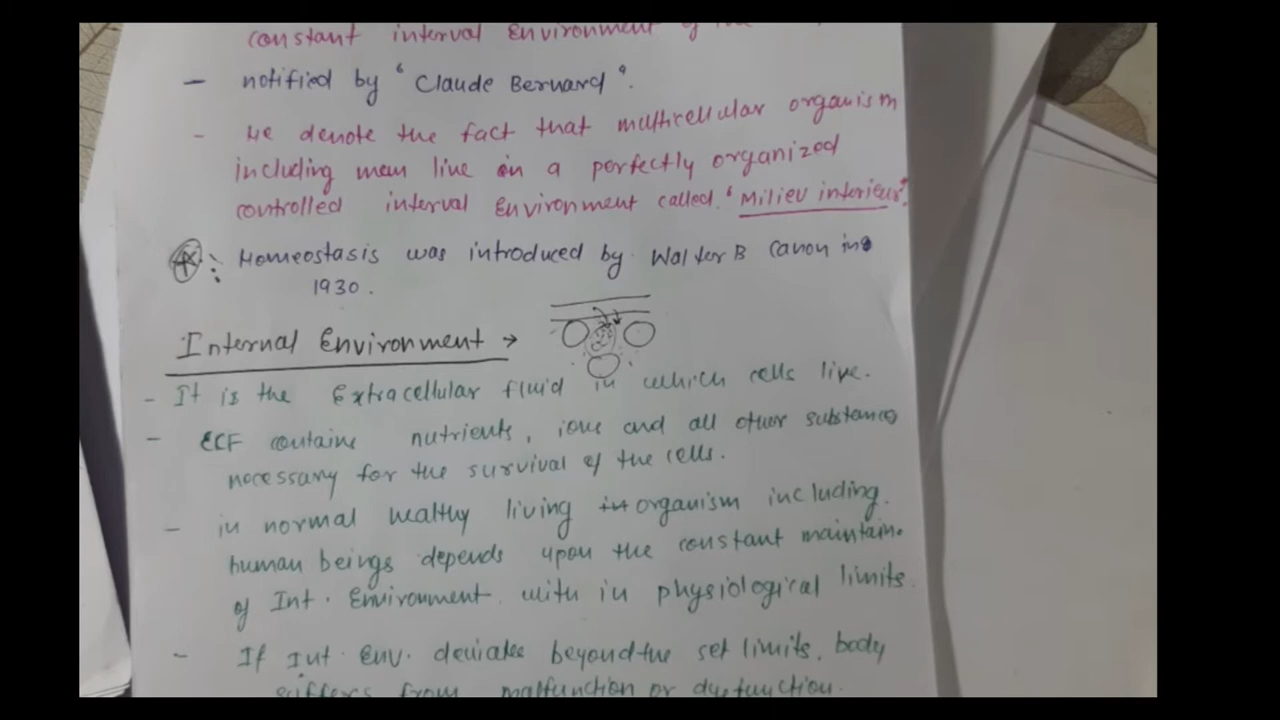 constant interval Environment of the
— notified by "Claude Bernard".
- He denote the fact that multicellular organism
including man live in a perfectly organized
controlled interval Environment called "Milieu interieur".
* : Homeostasis was introduced by Walter B Canon in
1930.
Internal Environment →
- It is the Extracellular fluid in which cells live.
- ECF contains nutrients, ions and all other substances
necessary for the survival of the cells.
- in normal healthy living organism including
human beings depends upon the constant maintain.
of Int. Environment with in physiological limits.
- If Int. Env. deviates beyond the set limits, body
suffers from malfunction or dysfunction.